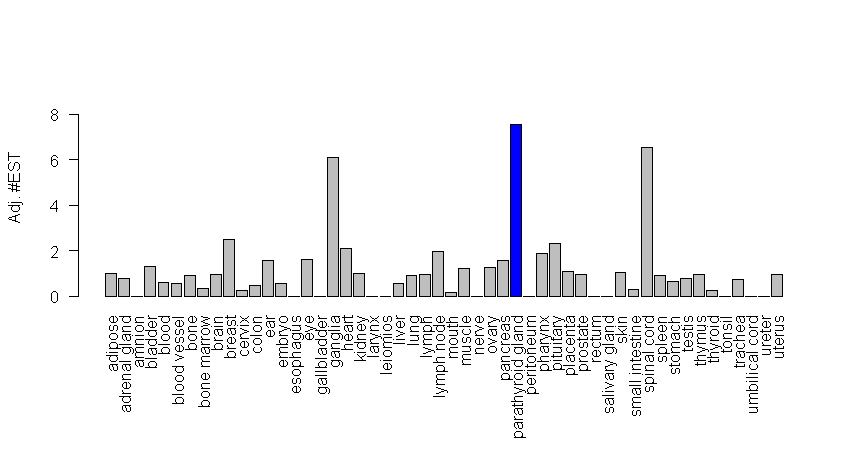 Adj. #EST
8
6
4
2
0
adipose
adrenal gland
amnion
bladder
blood
blood vessel
bone
bone marrow
brain
breast
cervix
colon
ear
embryo
esophagus
eye
gallbladder
ganglia
heart
kidney
larynx
leiomios
liver
lung
lymph
lymph node
mouth
muscle
nerve
ovary
pancreas
parathyroid gland
peritoneum
pharynx
pituitary
placenta
prostate
rectum
salivary gland
skin
small intestine
spinal cord
spleen
stomach
testis
thymus
thyroid
tonsil
trachea
umbilical cord
ureter
uterus